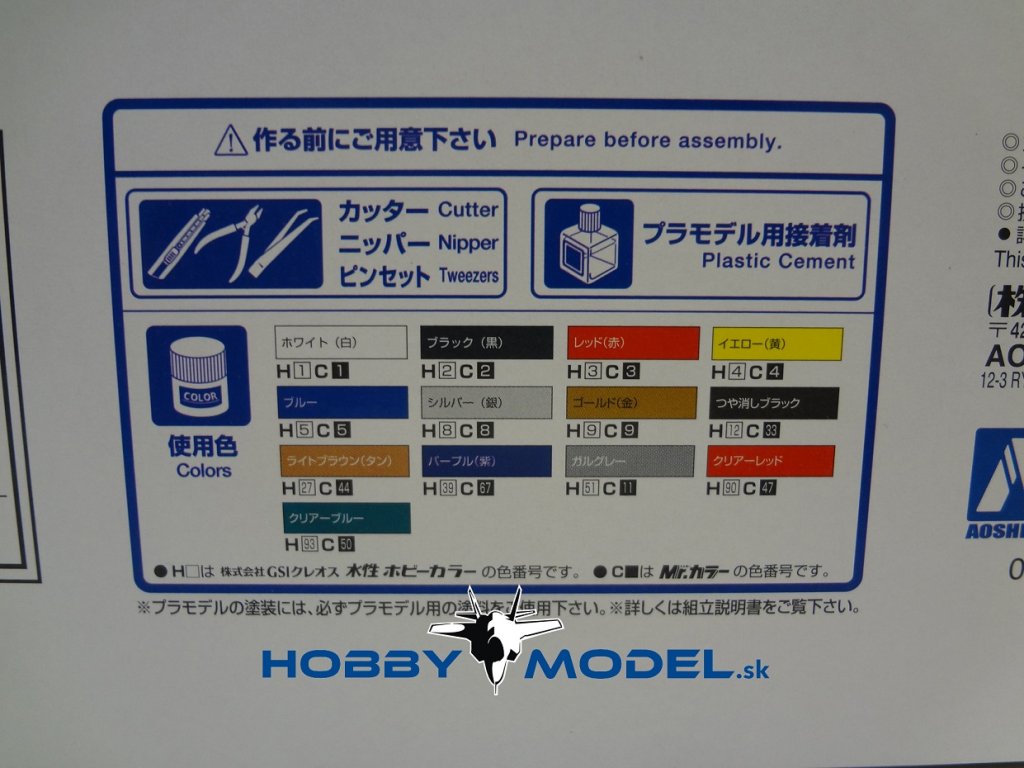 作る前にご用意下さい Prepare before assembly.
カッター Cutter
ニッパー Nipper
ピンセット Tweezers
プラモデル用接着剤
Plastic Cement
COLOR
使用色
Colors
ホワイト（白） ブラック（黒） レッド(赤) イエロー(黄)
H1C1 H2C2 H3C3 H4C4
ブルー シルバー（銀） ゴールド(金) つや消しブラック
H5C5 H8C8 H9C9 H12C33
ライトブラウン(タン) パープル(紫) ガルグレー クリアーレッド
H27C44 H39C67 H51C11 H90C47
クリアーブルー
H93C50
●H□は 株式会社GSIクレオス 水性 ホビーカラー の色番号です。 ●C■は Mr.カラー の色番号です。
※プラモデルの塗装には、必ずプラモデル用の塗料をご使用下さい。※詳しくは組立説明書をご覧下さい。
HOBBY MODEL.sk
◎
◎
◎
◎
●
This
〒42
AO
12-3 RY
AOSHI
0